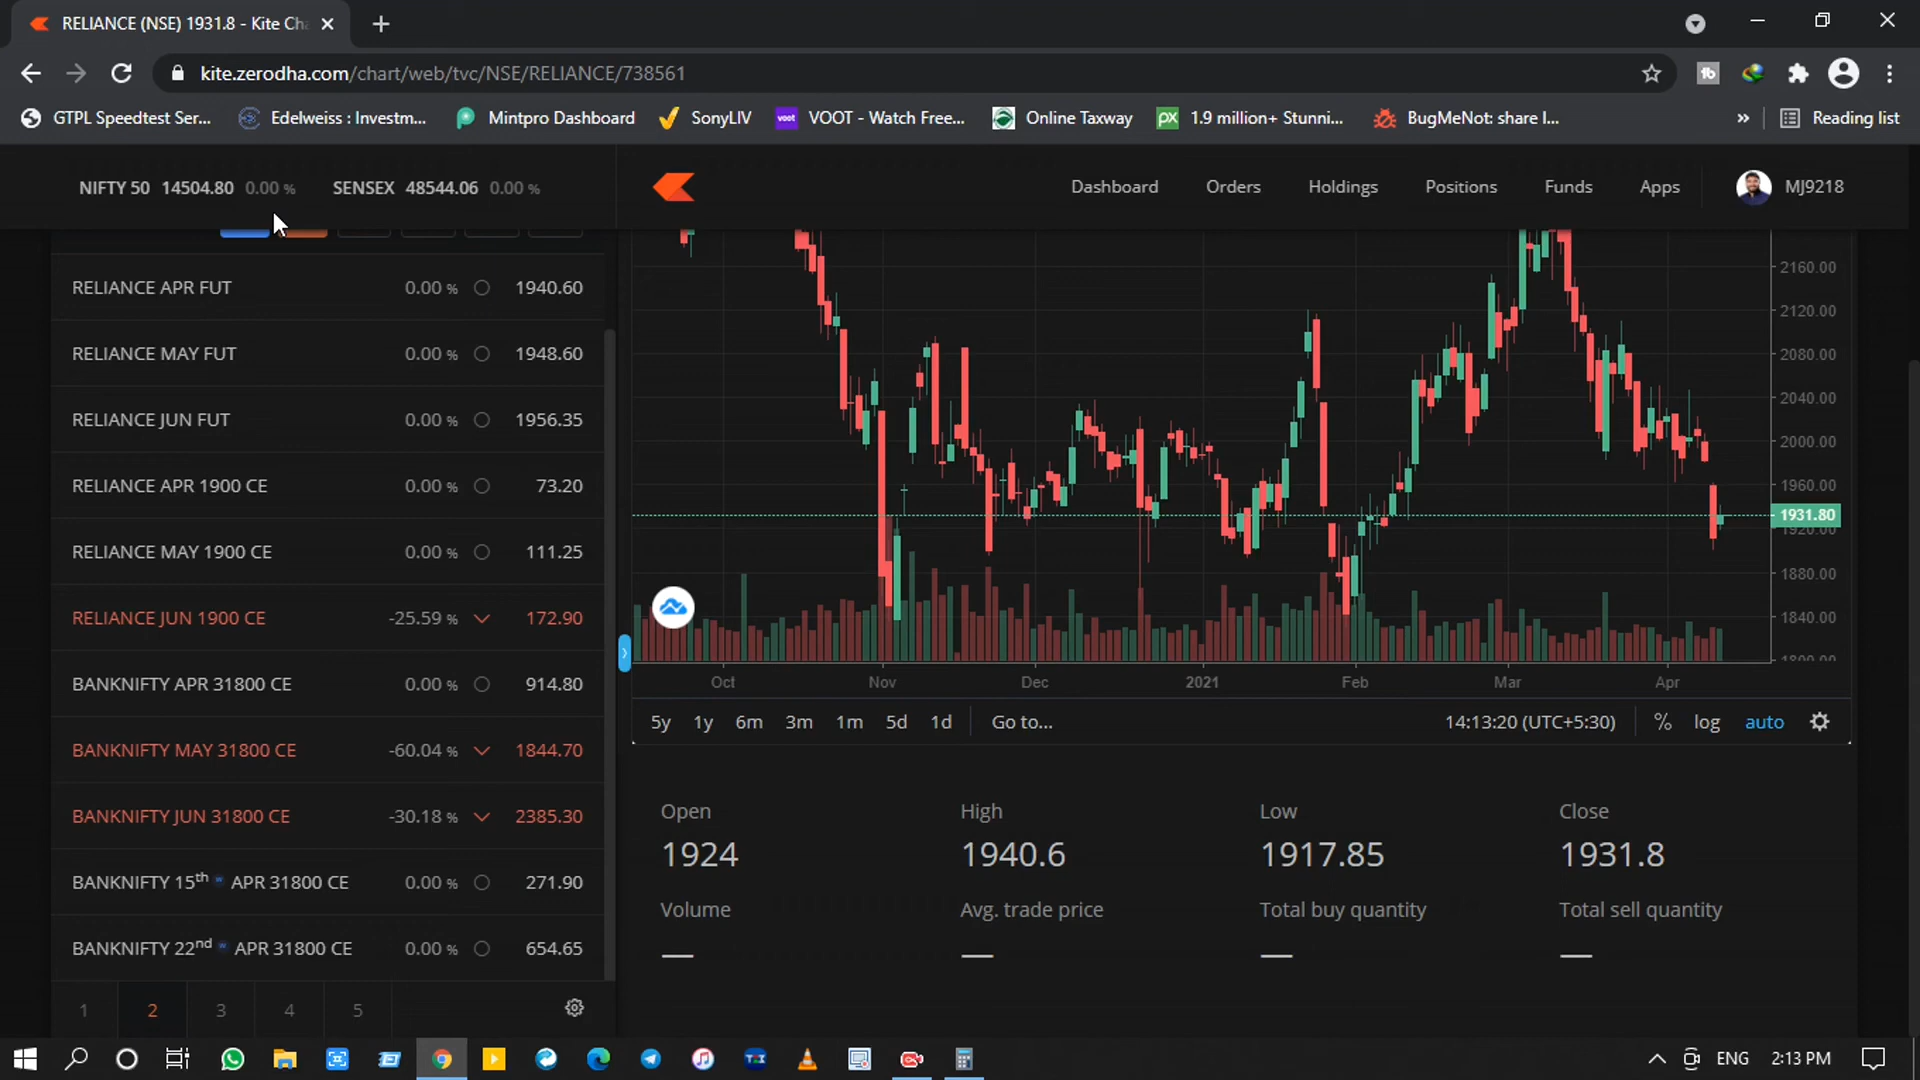 RELIANCE (NSE) 1931.8 - Kite Ch
kite.zerodha.com/chart/web/tvc/NSE/RELIANCE/738561
GTPL Speedtest Ser... Edelweiss : Investm... Mintpro Dashboard SonyLIV voot VOOT - Watch Free... Online Taxway px 1.9 million+ Stunni... BugMeNot: share I... » Reading list
NIFTY 50 14504.80 0.00 % SENSEX 48544.06 0.00 %
Dashboard Orders Holdings Positions Funds Apps MJ9218
RELIANCE APR FUT 0.00 % 1940.60
RELIANCE MAY FUT 0.00 % 1948.60
RELIANCE JUN FUT 0.00 % 1956.35
RELIANCE APR 1900 CE 0.00 % 73.20
RELIANCE MAY 1900 CE 0.00 % 111.25
RELIANCE JUN 1900 CE -25.59 % 172.90
BANKNIFTY APR 31800 CE 0.00 % 914.80
BANKNIFTY MAY 31800 CE -60.04 % 1844.70
BANKNIFTY JUN 31800 CE -30.18 % 2385.30
BANKNIFTY 15th w APR 31800 CE 0.00 % 271.90
BANKNIFTY 22nd w APR 31800 CE 0.00 % 654.65
1 2 3 4 5
2160.00
2120.00
2080.00
2040.00
2000.00
1960.00
1931.80
1920.00
1880.00
1840.00
1800.00
Oct Nov Dec 2021 Feb Mar Apr
5y 1y 6m 3m 1m 5d 1d Go to... 14:13:20 (UTC+5:30) % log auto
Open High Low Close
1924 1940.6 1917.85 1931.8
Volume Avg. trade price Total buy quantity Total sell quantity
— — — —
ENG 2:13 PM